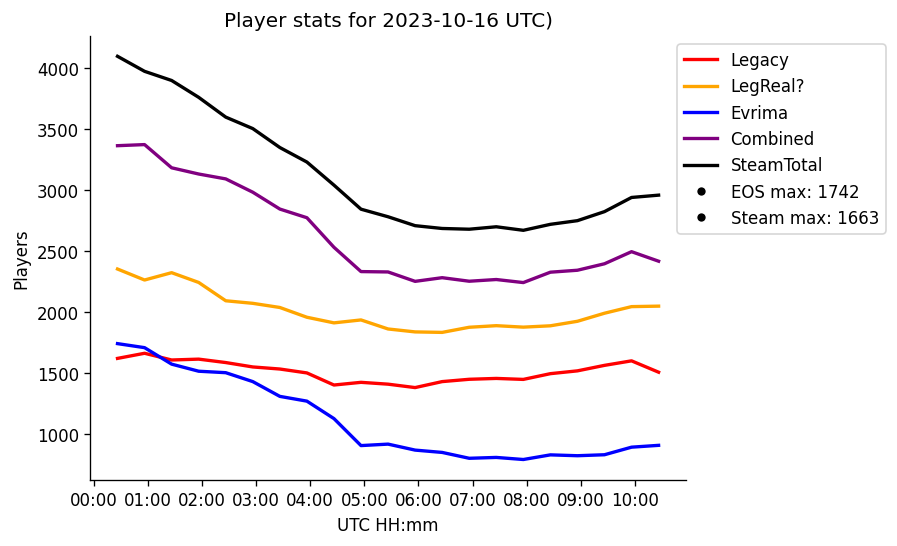 Player stats for 2023-10-16 UTC)
Legacy
LegReal?
Evrima
Combined
SteamTotal
EOS max: 1742
Steam max: 1663
4000
3500
3000
2500
2000
1500
1000
Players
00:00 01:00 02:00 03:00 04:00 05:00 06:00 07:00 08:00 09:00 10:00
UTC HH:mm